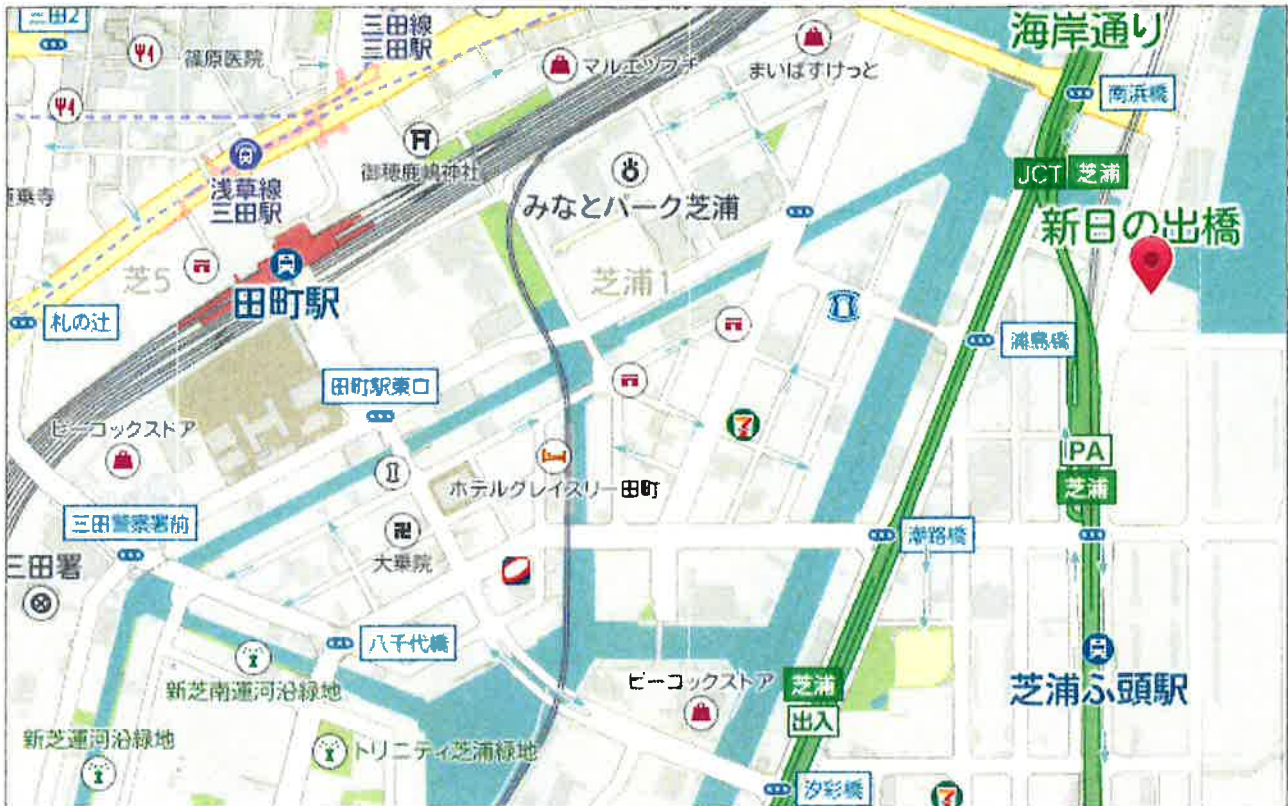 三田2
三田線
三田駅
海岸通り
篠原医院
マルエツプチ
まいばすけっと
南浜橋
御穂鹿嶋神社
浅草線
三田駅
JCT 芝浦
みなとパーク芝浦
新日の出橋
芝5
芝浦1
田町駅
札の辻
浦島橋
田町駅東口
ピーコックストア
7
PA
芝浦
ホテルグレイスリー田町
三田警察署前
潮路橋
三田署
大乗院
八千代橋
芝浦ふ頭駅
新芝南運河沿緑地
ピーコックストア
芝浦
出入
新芝運河沿緑地
トリニティ芝浦緑地
汐彩橋
7